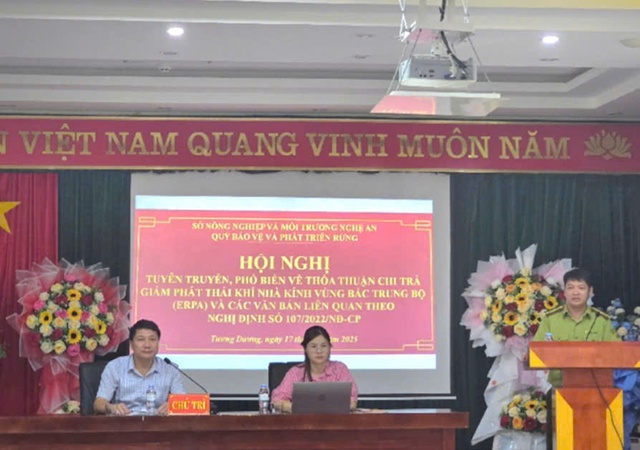 VIỆT NAM QUANG VINH MUÔN NĂM
SỞ NÔNG NGHIỆP VÀ MÔI TRƯỜNG NGHỆ AN
QUỸ BẢO VỆ VÀ PHÁT TRIỂN RỪNG
HỘI NGHỊ
TUYÊN TRUYỀN, PHỔ BIẾN VỀ THỎA THUẬN CHI TRẢ
GIẢM PHÁT THẢI KHÍ NHÀ KÍNH VÙNG BẮC TRUNG BỘ
(ERPA) VÀ CÁC VĂN BẢN LIÊN QUAN THEO
NGHỊ ĐỊNH SỐ 107/2022/NĐ-CP
Tương Dương, ngày 17 2025
CHỦ TRÌ